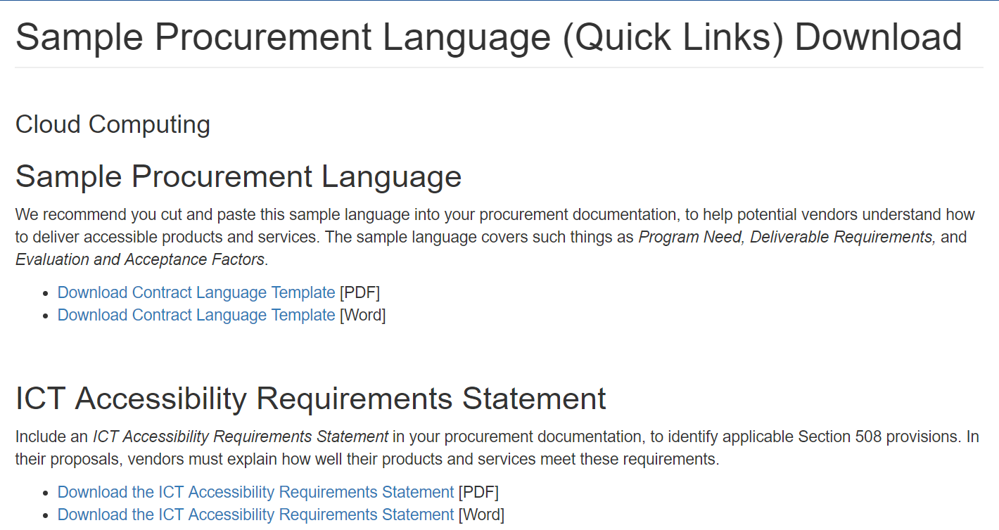 Sample Procurement Language (Quick Links) Download
Cloud Computing
Sample Procurement Language
We recommend you cut and paste this sample language into your procurement documentation, to help potential vendors understand how
to deliver accessible products and services. The sample language covers such things as Program Need, Deliverable Requirements, and
Evaluation and Acceptance Factors.
• Download Contract Language Template [PDF]
• Download Contract Language Template [Word]
ICT Accessibility Requirements Statement
Include an ICT Accessibility Requirements Statement in your procurement documentation, to identify applicable Section 508 provisions. In
their proposals, vendors must explain how well their products and services meet these requirements.
• Download the ICT Accessibility Requirements Statement [PDF]
• Download the ICT Accessibility Requirements Statement [Word]